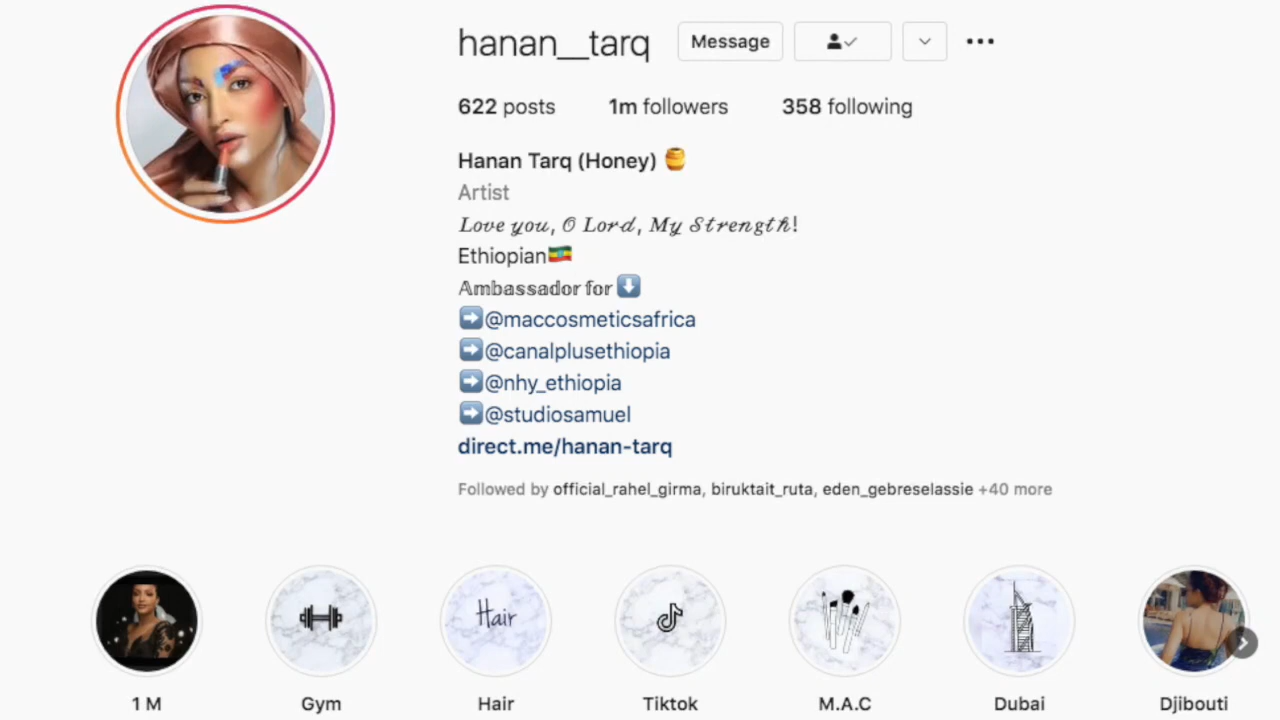 hanan__tarq Message
622 posts 1m followers 358 following
Hanan Tarq (Honey) 🍯
Artist
𝓛𝓸𝓿𝓮 𝔂𝓸𝓾, 𝓞 𝓛𝓸𝓻𝓭, 𝓜𝔂 𝓢𝓽𝓻𝓮𝓷𝓰𝓽𝓱!
Ethiopian🇪🇹
𝔸𝕞𝕓𝕒𝕤𝕤𝕒𝕕𝕠𝕣 𝕗𝕠𝕣 ⬇️
➡️@maccosmeticsafrica
➡️@canalplusethiopia
➡️@nhy_ethiopia
➡️@studiosamuel
direct.me/hanan-tarq
Followed by official_rahel_girma, biruktait_ruta, eden_gebreselassie +40 more
Hair
1 M Gym Hair Tiktok M.A.C Dubai Djibouti